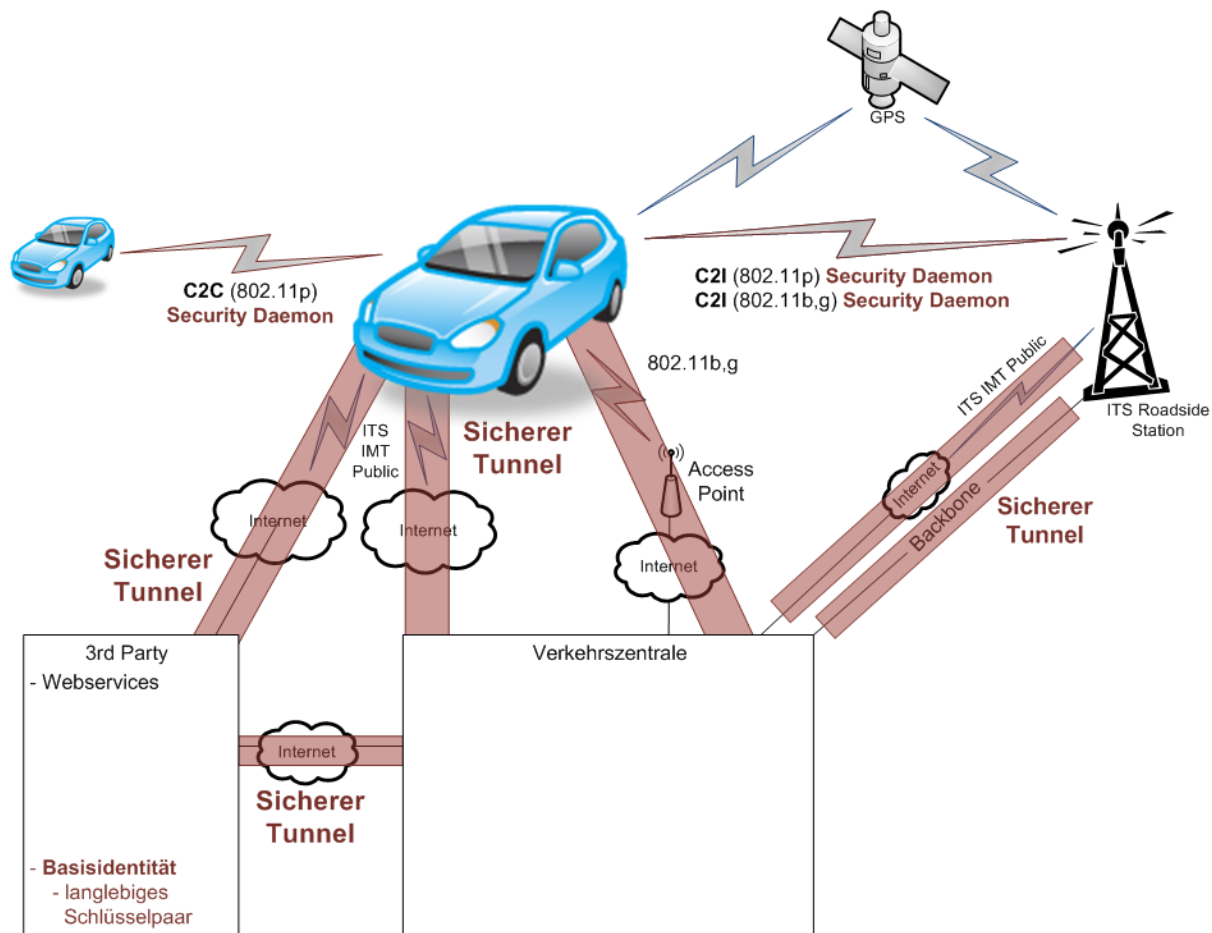 GPS
C2C (802.11p)
Security Daemon
C2I (802.11p) Security Daemon
C2I (802.11b,g) Security Daemon
802.11b,g
ITS IMT Public
ITS Roadside
Station
ITS
IMT
Public
Sicherer
Tunnel
Access
Point
Internet
Backbone
Sicherer
Tunnel
Internet
Internet
Internet
Sicherer
Tunnel
3rd Party
- Webservices
Verkehrszentrale
Internet
Sicherer
Tunnel
- Basisidentität
- langlebiges
Schlüsselpaar